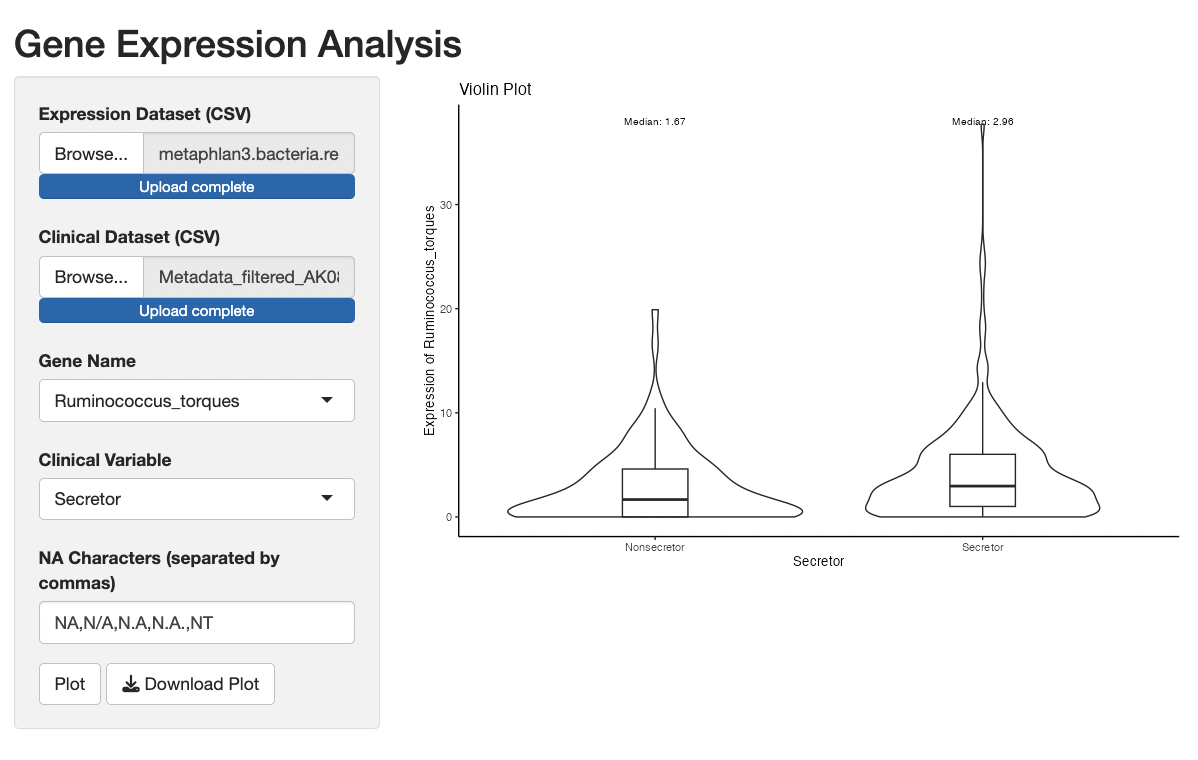 Gene Expression Analysis
Expression Dataset (CSV)
Browse... metaphlan3.bacteria.re
Upload complete
Clinical Dataset (CSV)
Browse... Metadata_filtered_AK08
Upload complete
Gene Name
Ruminococcus_torques
Clinical Variable
Secretor
NA Characters (separated by
commas)
NA,N/A,N.A,N.A.,NT
Plot Download Plot
Violin Plot
Median: 1.67 Median: 2.96
Expression of Ruminococcus_torques
30
20
10
0
Nonsecretor Secretor
Secretor